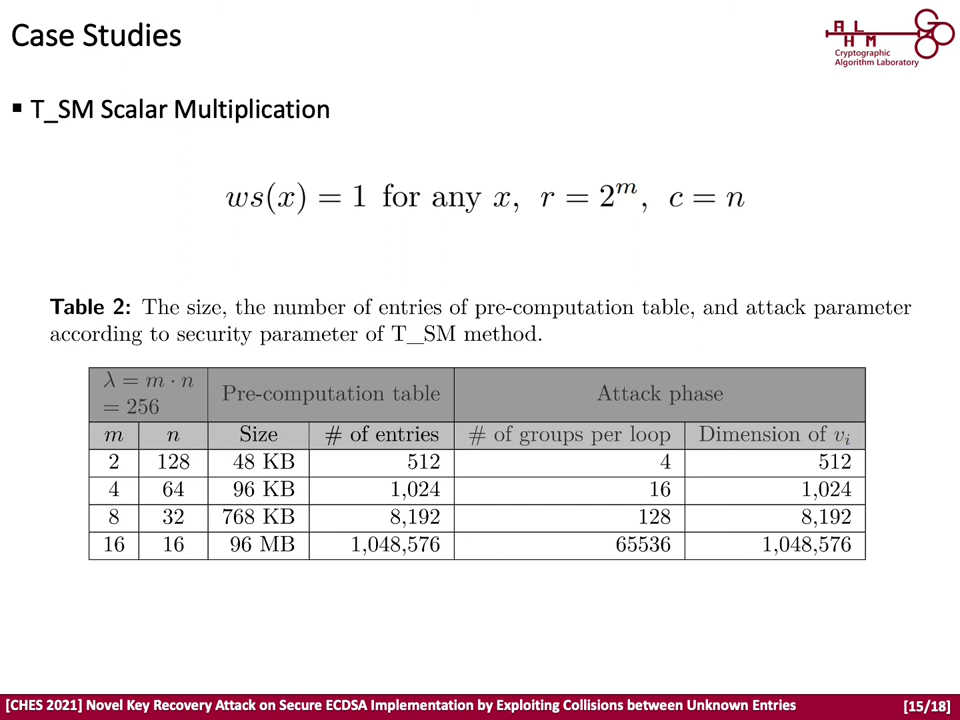 Case Studies
A L
H M
Cryptographic
Algorithm Laboratory
▪ T_SM Scalar Multiplication
ws(x) = 1 for any x, r = 2^m, c = n
Table 2: The size, the number of entries of pre-computation table, and attack parameter
according to security parameter of T_SM method.
λ = m · n
= 256
Pre-computation table
Attack phase
m n Size # of entries # of groups per loop Dimension of v_i
2 128 48 KB 512 4 512
4 64 96 KB 1,024 16 1,024
8 32 768 KB 8,192 128 8,192
16 16 96 MB 1,048,576 65536 1,048,576
[CHES 2021] Novel Key Recovery Attack on Secure ECDSA Implementation by Exploiting Collisions between Unknown Entries [15/18]